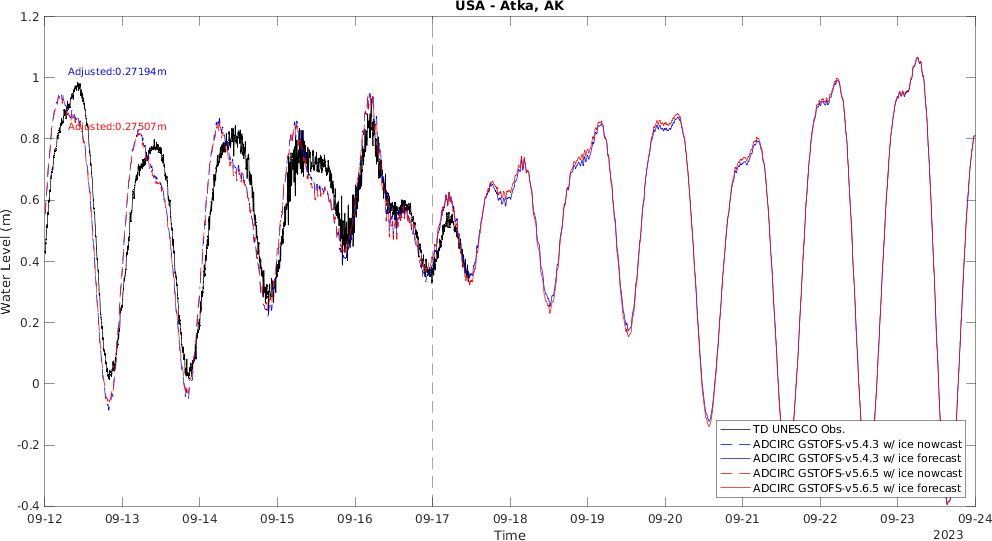 USA - Atka, AK
1.2
1
0.8
0.6
0.4
0.2
0
-0.2
-0.4
Water Level (m)
Adjusted:0.27194m
Adjusted:0.27507m
TD UNESCO Obs.
ADCIRC GSTOFS-v5.4.3 w/ ice nowcast
ADCIRC GSTOFS-v5.4.3 w/ ice forecast
ADCIRC GSTOFS-v5.6.5 w/ ice nowcast
ADCIRC GSTOFS-v5.6.5 w/ ice forecast
09-12 09-13 09-14 09-15 09-16 09-17 09-18 09-19 09-20 09-21 09-22 09-23 09-24
Time
2023